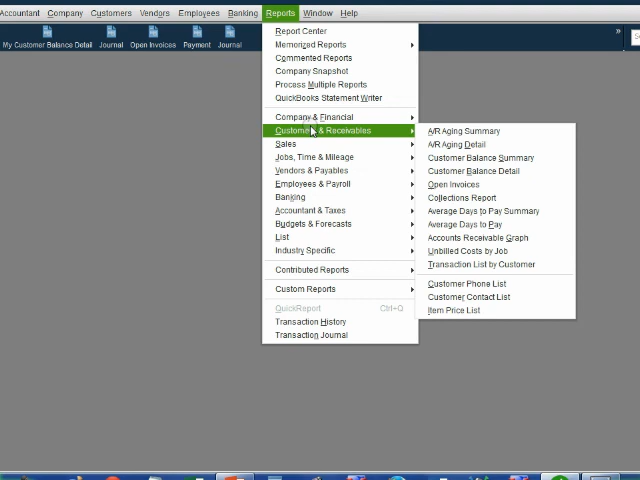 Accountant Company Customers Vendors Employees Banking Reports Window Help
My Customer Balance Detail Journal Open Invoices Payment Journal »
Report Center
Memorized Reports
Commented Reports
Company Snapshot
Process Multiple Reports
QuickBooks Statement Writer
Company & Financial
Customers & Receivables
Sales
Jobs, Time & Mileage
Vendors & Payables
Employees & Payroll
Banking
Accountant & Taxes
Budgets & Forecasts
List
Industry Specific
Contributed Reports
Custom Reports
QuickReport Ctrl+Q
Transaction History
Transaction Journal
A/R Aging Summary
A/R Aging Detail
Customer Balance Summary
Customer Balance Detail
Open Invoices
Collections Report
Average Days to Pay Summary
Average Days to Pay
Accounts Receivable Graph
Unbilled Costs by Job
Transaction List by Customer
Customer Phone List
Customer Contact List
Item Price List